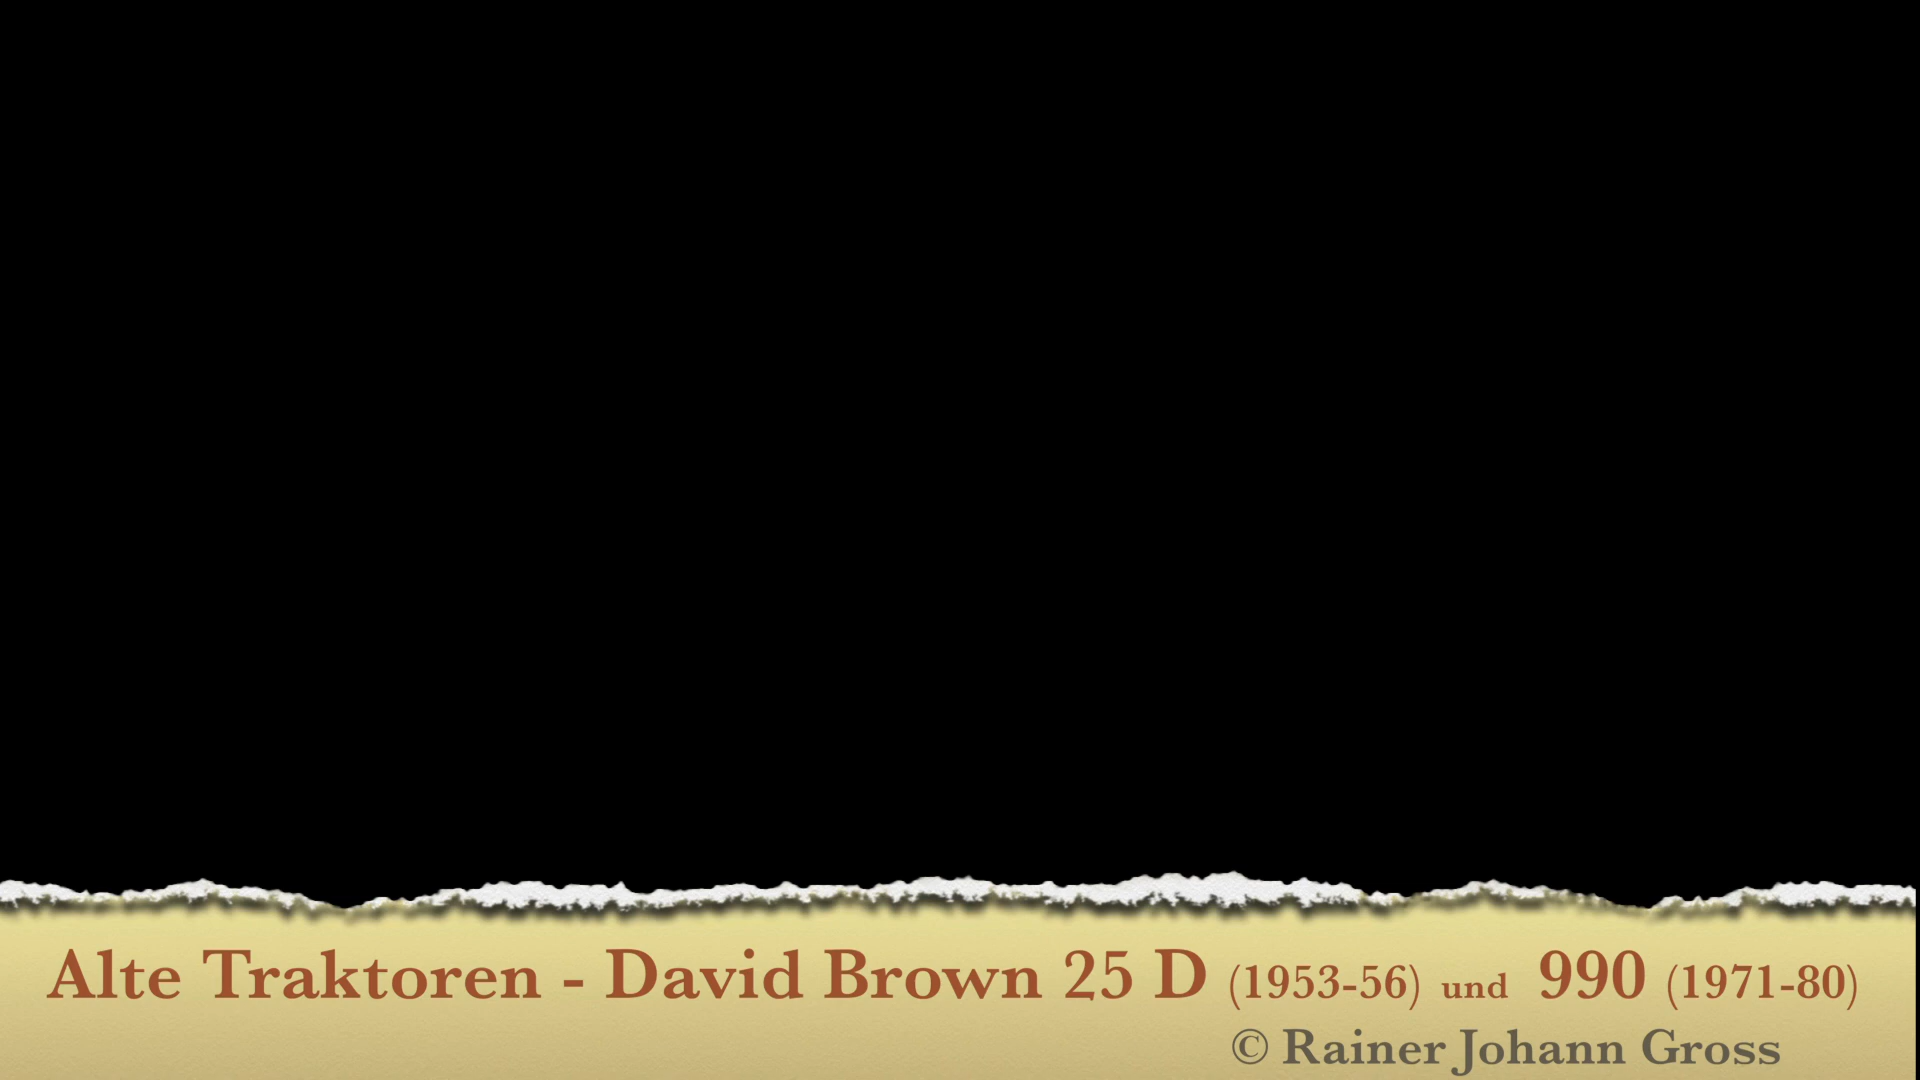 Alte Traktoren - David Brown 25 D (1953-56) und 990 (1971-80)
© Rainer Johann Gross